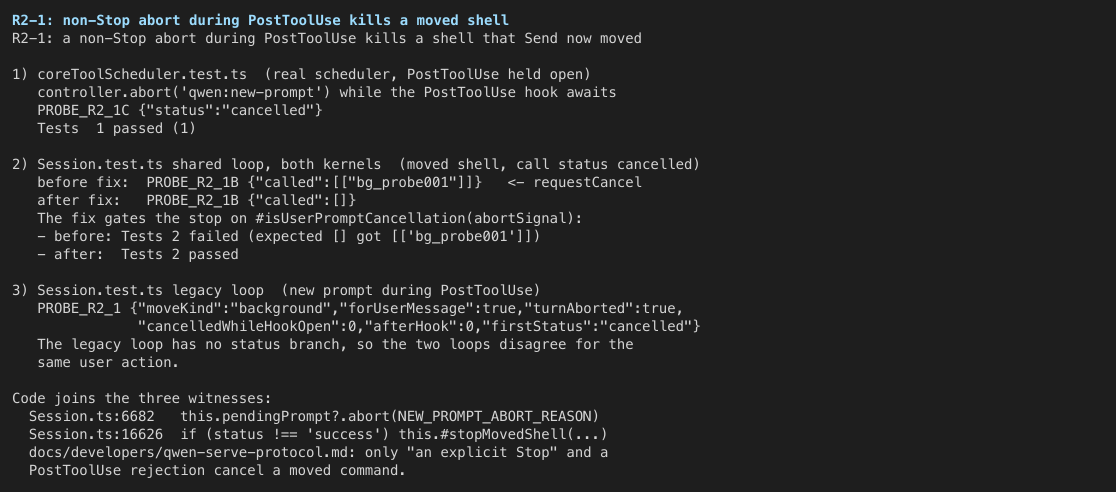 R2-1: non-Stop abort during PostToolUse kills a moved shell
R2-1: a non-Stop abort during PostToolUse kills a shell that Send now moved
1) coreToolScheduler.test.ts  (real scheduler, PostToolUse held open)
controller.abort('qwen:new-prompt') while the PostToolUse hook awaits
PROBE_R2_1C {"status":"cancelled"}
Tests  1 passed (1)
2) Session.test.ts shared loop, both kernels  (moved shell, call status cancelled)
before fix:  PROBE_R2_1B {"called":[["bg_probe001"]]}   <- requestCancel
after fix:   PROBE_R2_1B {"called":[]}
The fix gates the stop on #isUserPromptCancellation(abortSignal):
- before: Tests 2 failed (expected [] got [['bg_probe001']])
- after:  Tests 2 passed
3) Session.test.ts legacy loop  (new prompt during PostToolUse)
PROBE_R2_1 {"moveKind":"background","forUserMessage":true,"turnAborted":true,
"cancelledWhileHookOpen":0,"afterHook":0,"firstStatus":"cancelled"}
The legacy loop has no status branch, so the two loops disagree for the
same user action.
Code joins the three witnesses:
Session.ts:6682   this.pendingPrompt?.abort(NEW_PROMPT_ABORT_REASON)
Session.ts:16626  if (status !== 'success') this.#stopMovedShell(...)
docs/developers/qwen-serve-protocol.md: only "an explicit Stop" and a
PostToolUse rejection cancel a moved command.